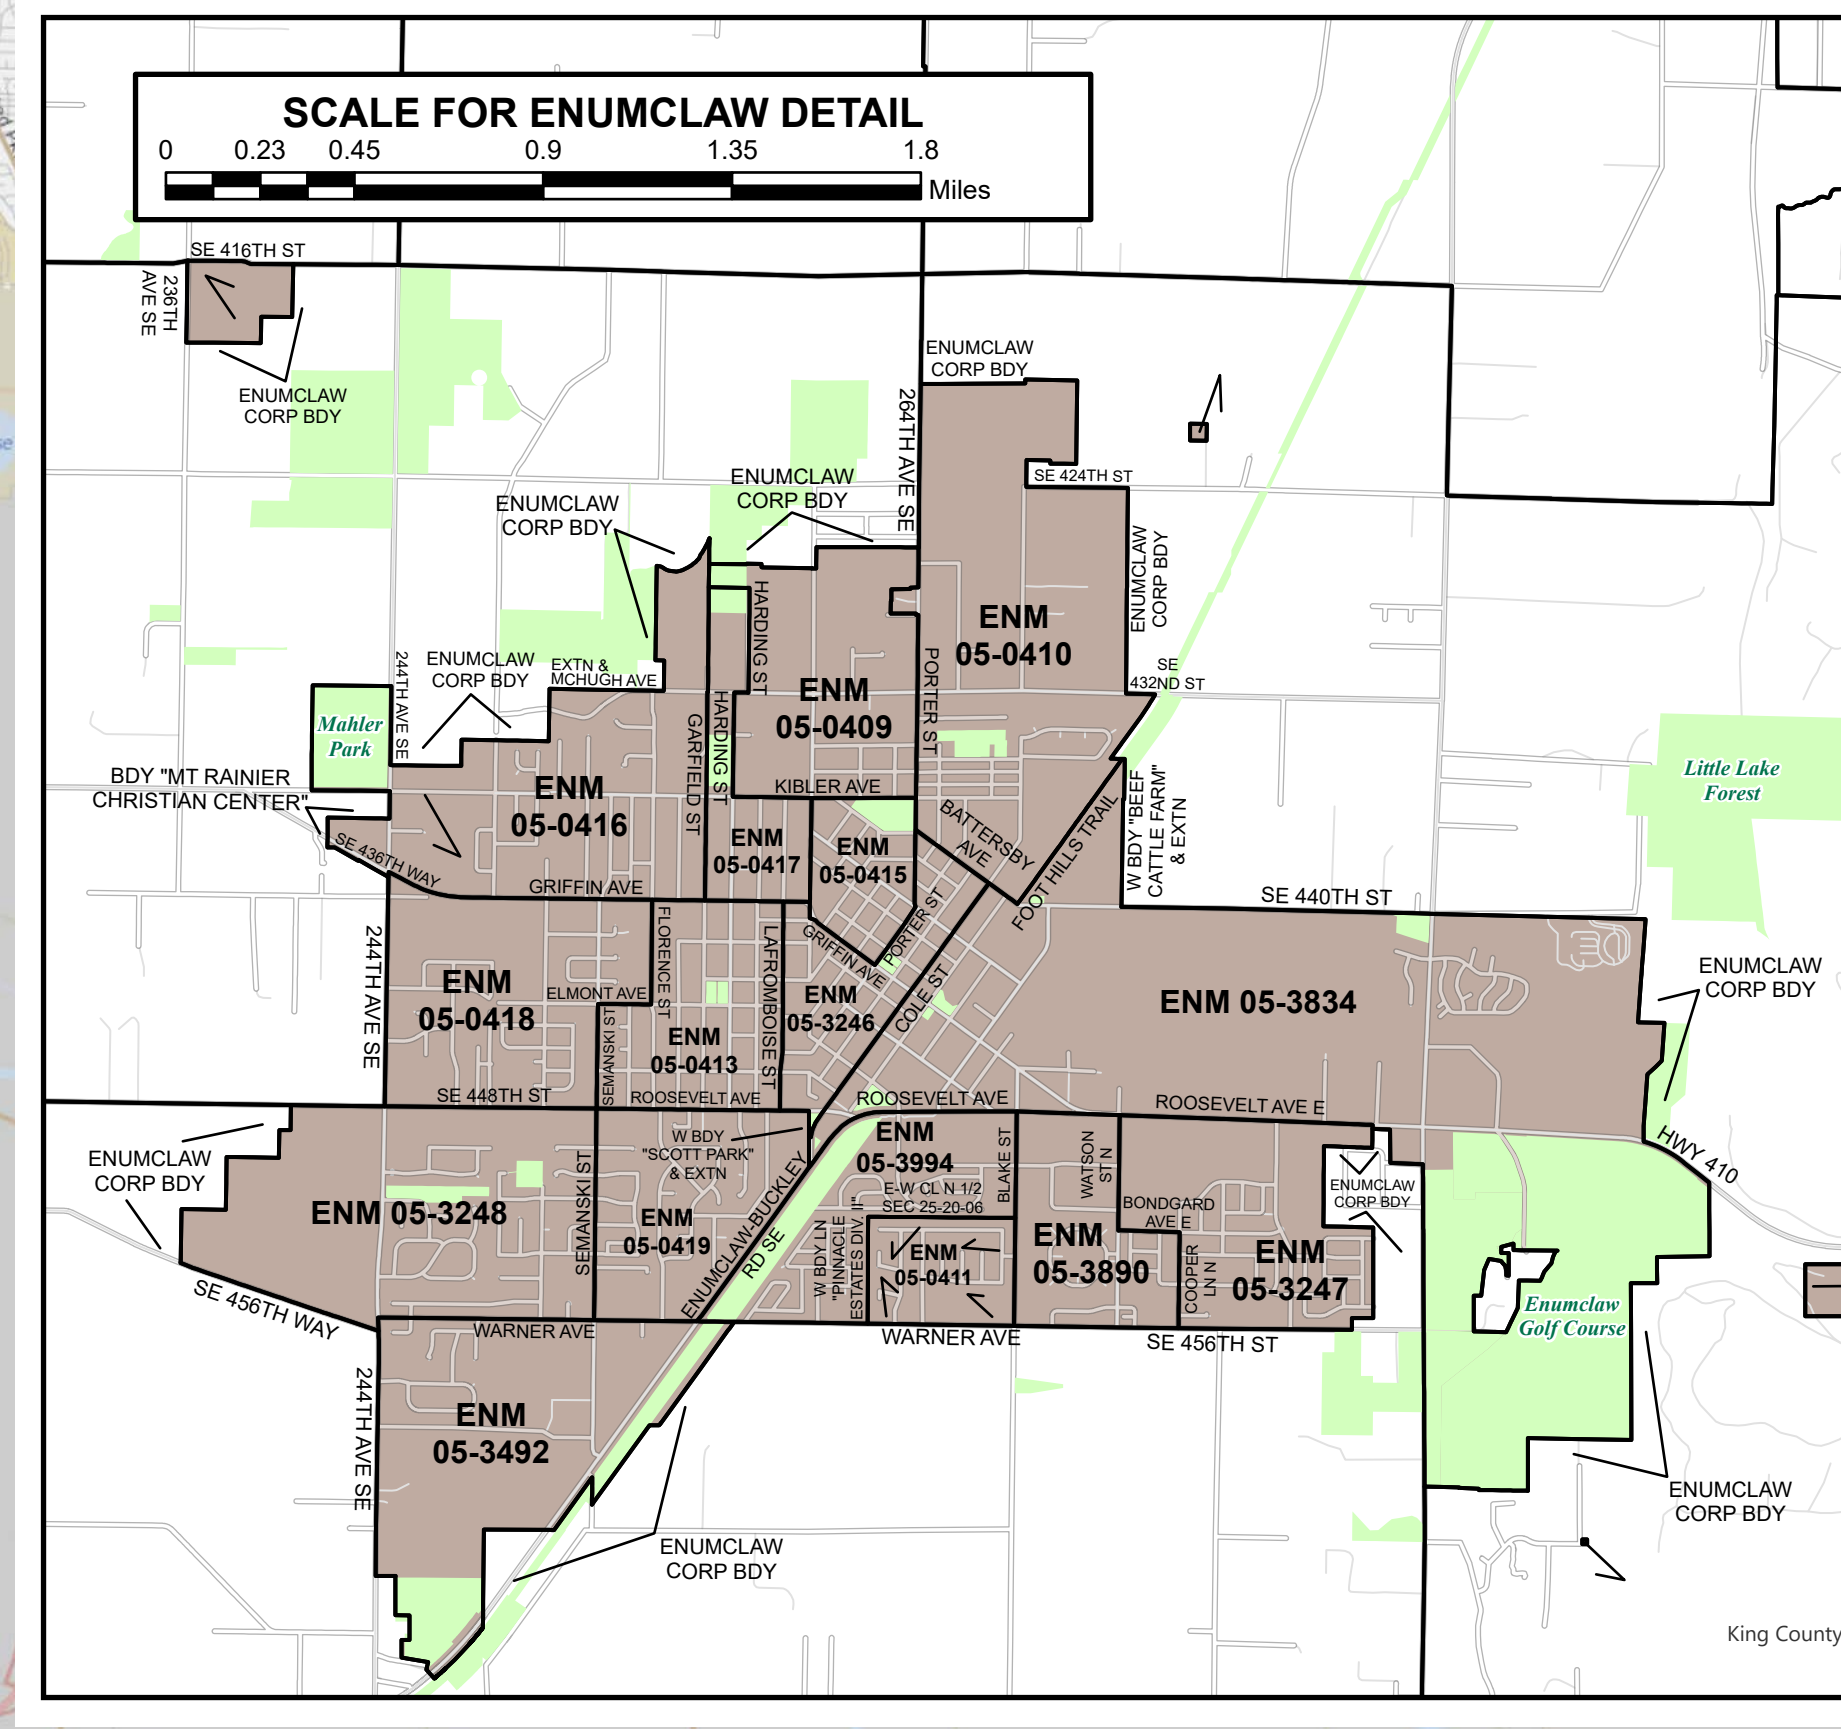 SCALE FOR ENUMCLAW DETAIL
0 0.23 0.45 0.9 1.35 1.8
Miles
SE 416TH ST
236TH
AVE SE
ENUMCLAW
CORP BDY
ENUMCLAW
CORP BDY
264TH AVE SE
SE 424TH ST
ENUMCLAW
CORP BDY
ENUMCLAW
CORP BDY
ENUMCLAW
CORP BDY
HARDING ST
ENM
05-0410
SE
432ND ST
244TH AVE SE
ENUMCLAW
CORP BDY
EXTN &
MCHUGH AVE
PORTER ST
ENM
05-0409
Mahler
Park
GARFIELD ST
HARDING ST
Little Lake
Forest
BDY "MT RAINIER
CHRISTIAN CENTER"
ENM
05-0416
KIBLER AVE
BATTERSBY
AVE
FOOT HILLS TRAIL
W BDY "BEEF
CATTLE FARM"
& EXTN
SE 436TH WAY
ENM
05-0417
ENM
05-0415
GRIFFIN AVE
SE 440TH ST
244TH AVE SE
FLORENCE ST
LAFROMBOISE ST
GRIFFIN AVE
PORTER ST
COLE ST
ENM
05-0418
ELMONT AVE
SEMANSKI ST
ENM
05-0413
ENM
05-3246
ENM 05-3834
ENUMCLAW
CORP BDY
SE 448TH ST
ROOSEVELT AVE
ROOSEVELT AVE
ROOSEVELT AVE E
HWY 410
ENUMCLAW
CORP BDY
W BDY
"SCOTT PARK"
& EXTN
ENM
05-3994
E-W CL N 1/2
SEC 25-20-06
BLAKE ST
WATSON
ST N
BONDGARD
AVE E
ENUMCLAW
CORP BDY
ENM 05-3248
SEMANSKI ST
ENM
05-0419
ENUMCLAW-BUCKLEY
RD SE
W BDY LN
"PINNACLE
ESTATES DIV. II"
ENM
05-0411
ENM
05-3890
COOPER
LN N
ENM
05-3247
SE 456TH WAY
WARNER AVE
WARNER AVE
SE 456TH ST
Enumclaw
Golf Course
244TH AVE SE
ENM
05-3492
ENUMCLAW
CORP BDY
ENUMCLAW
CORP BDY
King County